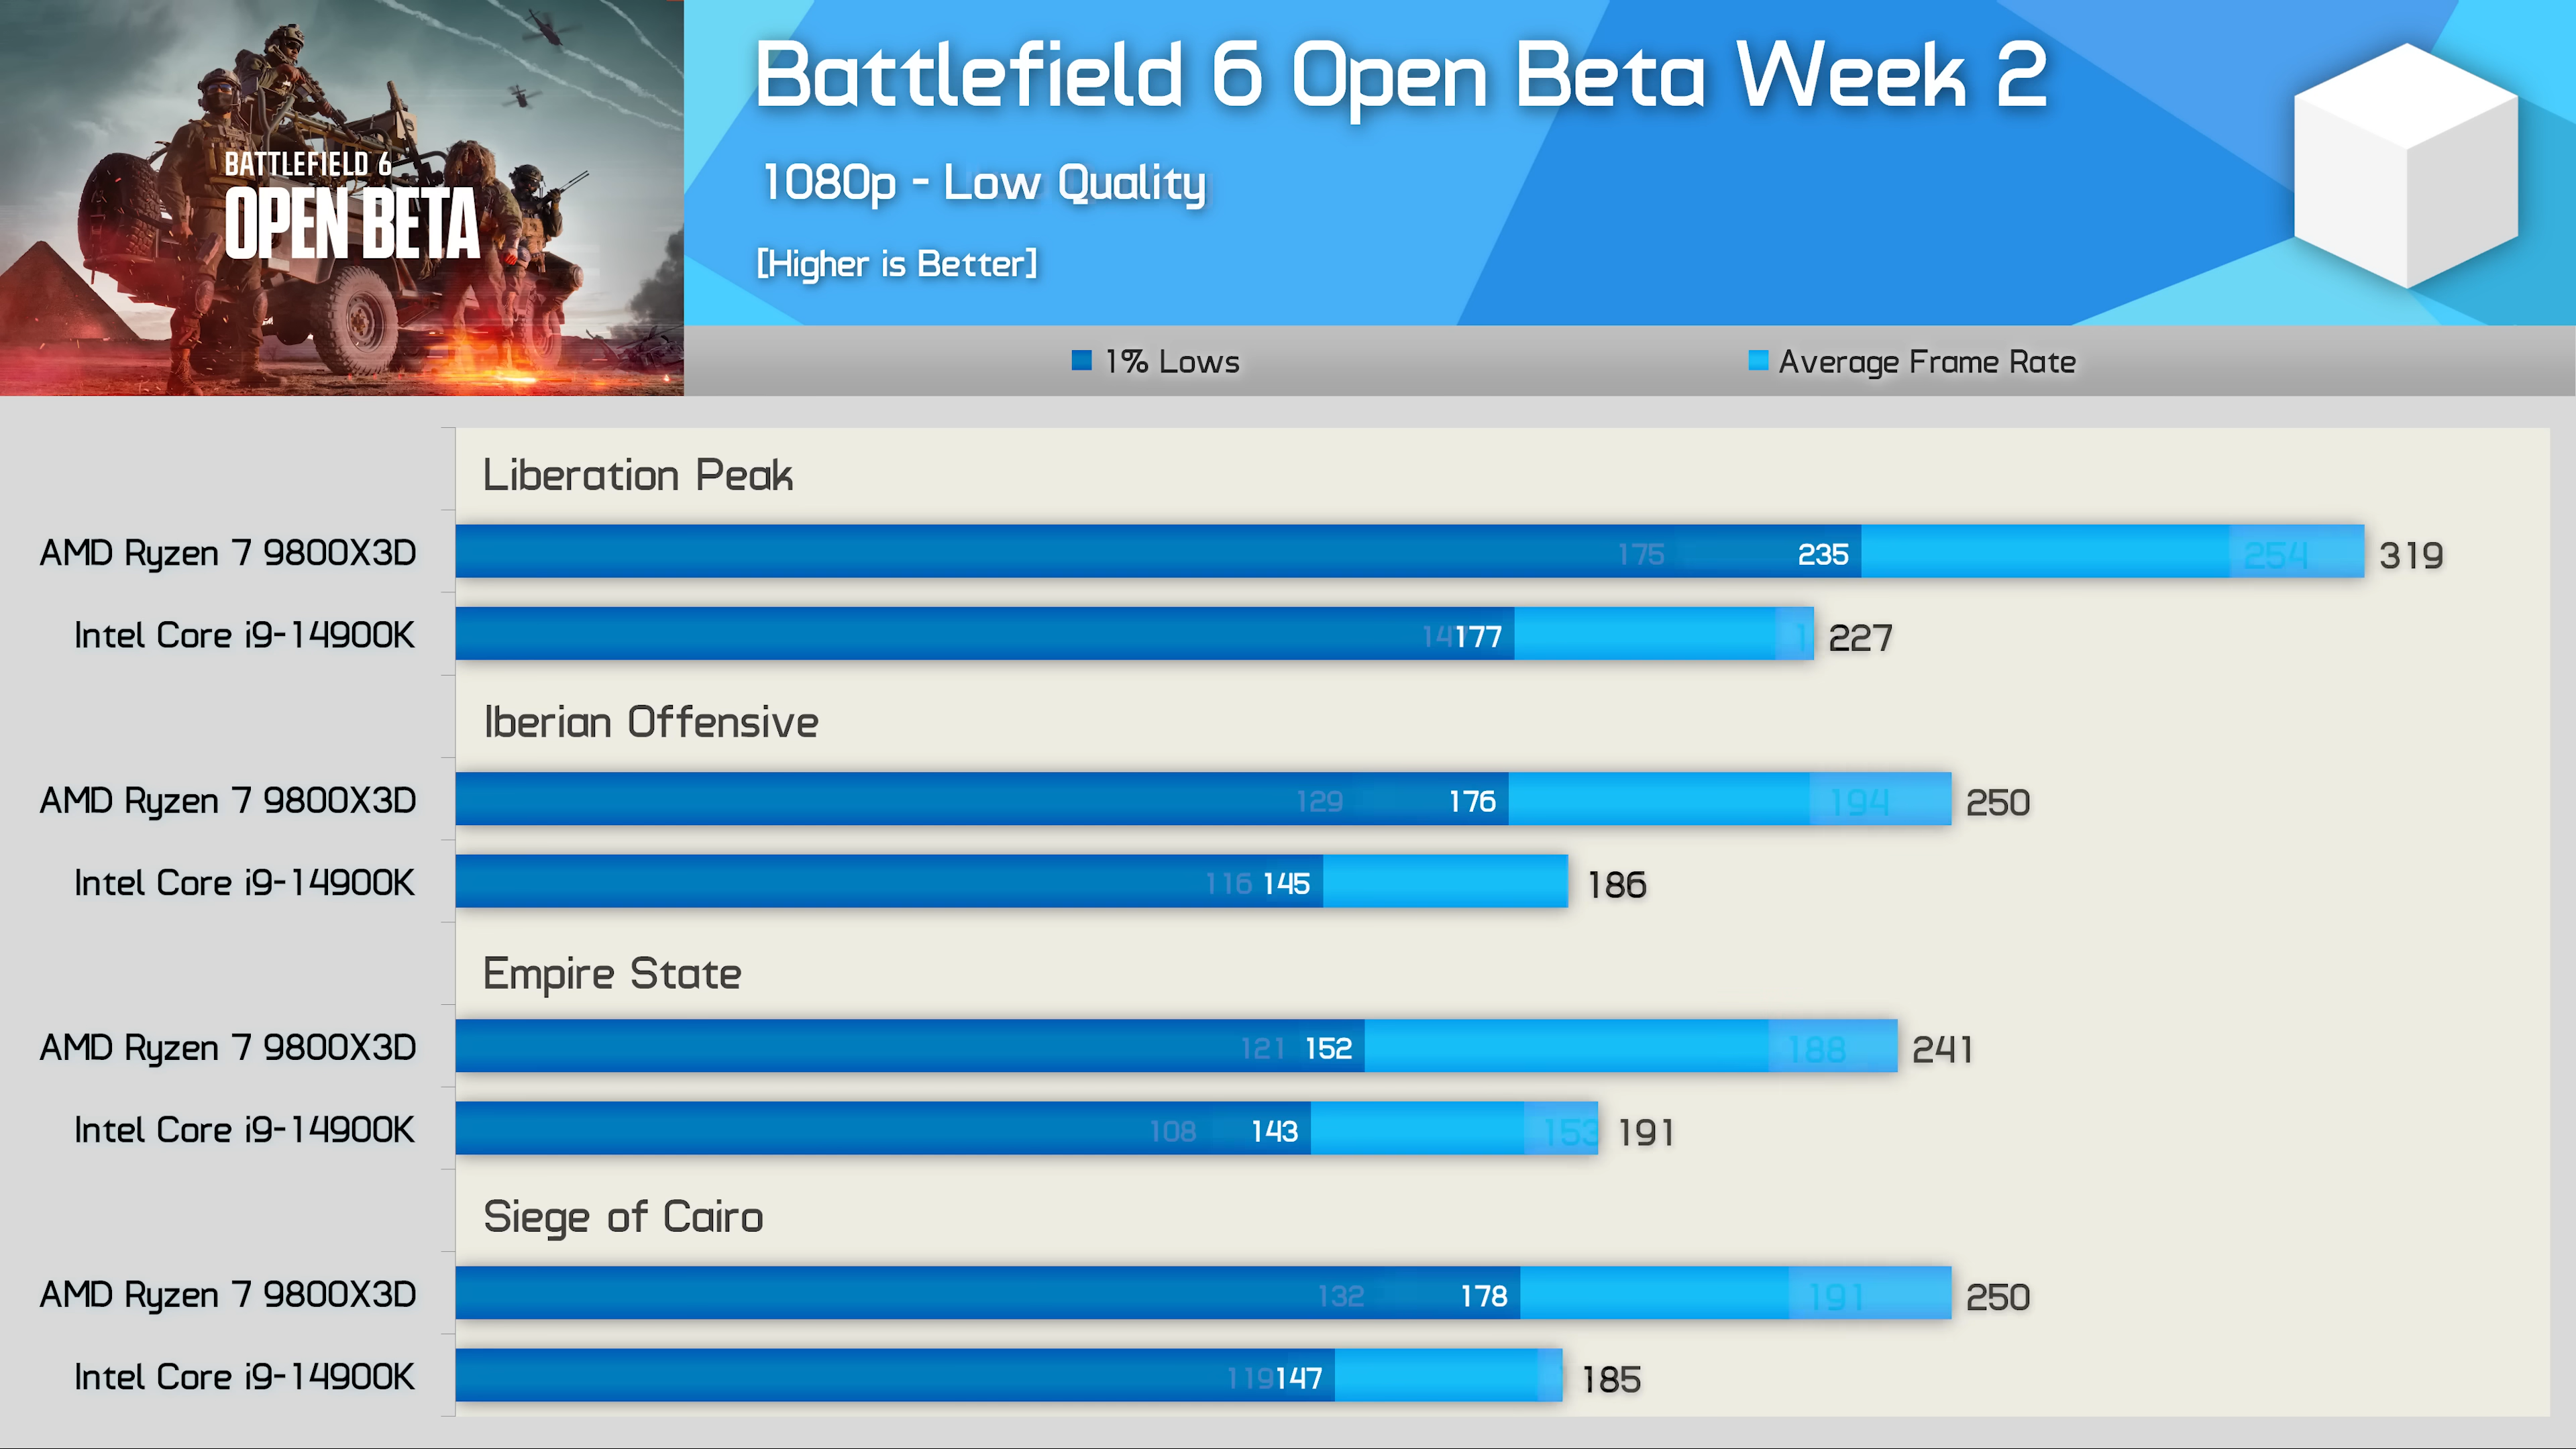 BATTLEFIELD 6
OPEN BETA
Battlefield 6 Open Beta Week 2
1080p - Low Quality
[Higher is Better]
1% Lows
Average Frame Rate
Liberation Peak
AMD Ryzen 7 9800X3D 175 235 254 319
Intel Core i9-14900K 177 227
Iberian Offensive
AMD Ryzen 7 9800X3D 129 176 194 250
Intel Core i9-14900K 116 145 186
Empire State
AMD Ryzen 7 9800X3D 121 152 188 241
Intel Core i9-14900K 108 143 153 191
Siege of Cairo
AMD Ryzen 7 9800X3D 132 178 191 250
Intel Core i9-14900K 119 147 185